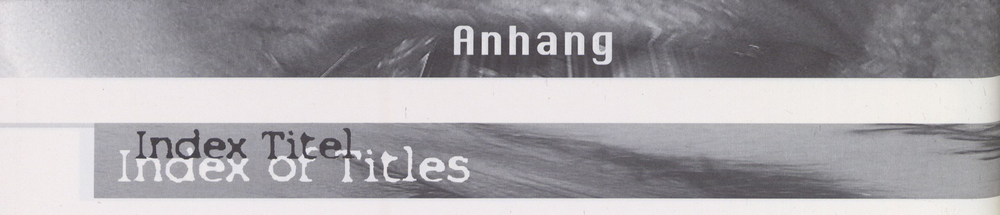 Anhang
Index Titel
Index of Titles